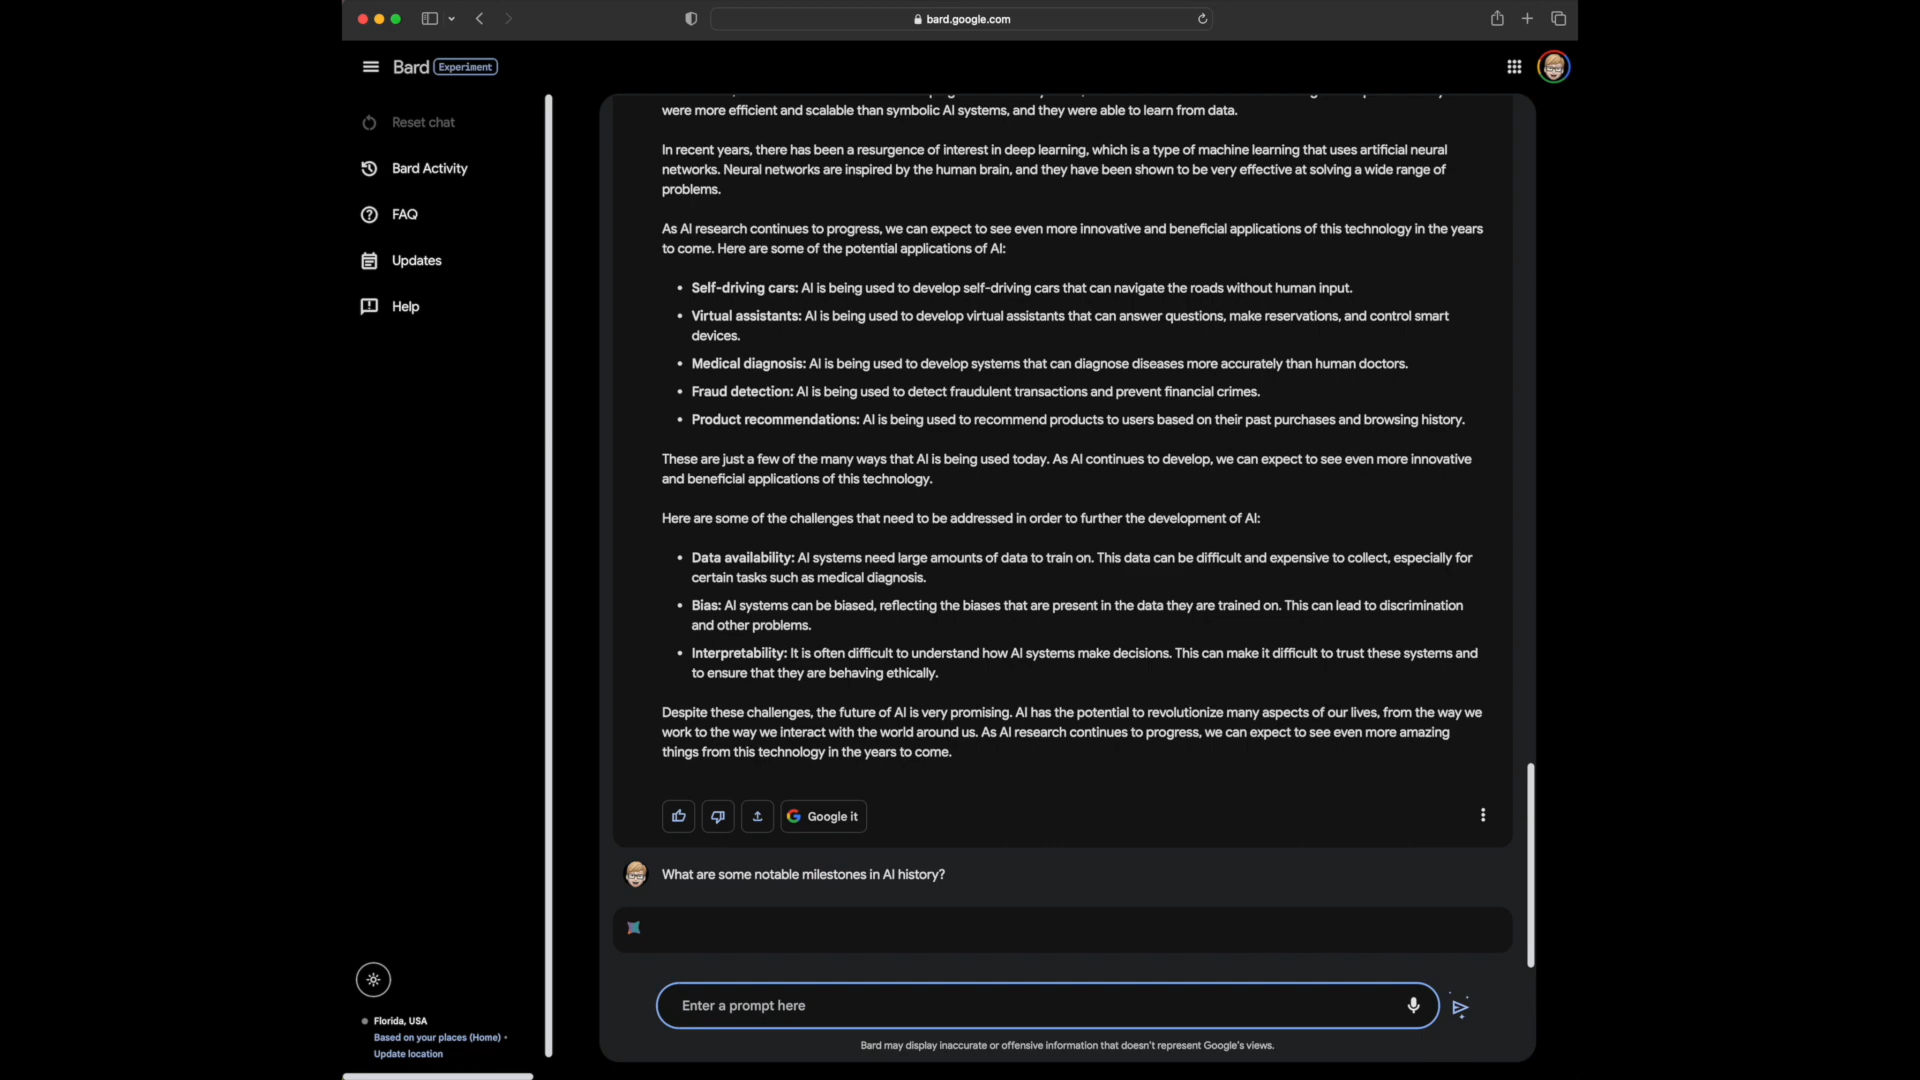 bard.google.com
Bard Experiment
Reset chat
Bard Activity
FAQ
Updates
Help
were more efficient and scalable than symbolic AI systems, and they were able to learn from data.
In recent years, there has been a resurgence of interest in deep learning, which is a type of machine learning that uses artificial neural
networks. Neural networks are inspired by the human brain, and they have been shown to be very effective at solving a wide range of
problems.
As AI research continues to progress, we can expect to see even more innovative and beneficial applications of this technology in the years
to come. Here are some of the potential applications of AI:
• Self-driving cars: AI is being used to develop self-driving cars that can navigate the roads without human input.
• Virtual assistants: AI is being used to develop virtual assistants that can answer questions, make reservations, and control smart
devices.
• Medical diagnosis: AI is being used to develop systems that can diagnose diseases more accurately than human doctors.
• Fraud detection: AI is being used to detect fraudulent transactions and prevent financial crimes.
• Product recommendations: AI is being used to recommend products to users based on their past purchases and browsing history.
These are just a few of the many ways that AI is being used today. As AI continues to develop, we can expect to see even more innovative
and beneficial applications of this technology.
Here are some of the challenges that need to be addressed in order to further the development of AI:
• Data availability: AI systems need large amounts of data to train on. This data can be difficult and expensive to collect, especially for
certain tasks such as medical diagnosis.
• Bias: AI systems can be biased, reflecting the biases that are present in the data they are trained on. This can lead to discrimination
and other problems.
• Interpretability: It is often difficult to understand how AI systems make decisions. This can make it difficult to trust these systems and
to ensure that they are behaving ethically.
Despite these challenges, the future of AI is very promising. AI has the potential to revolutionize many aspects of our lives, from the way we
work to the way we interact with the world around us. As AI research continues to progress, we can expect to see even more amazing
things from this technology in the years to come.
Google it
What are some notable milestones in AI history?
Enter a prompt here
Bard may display inaccurate or offensive information that doesn't represent Google's views.
Florida, USA
Based on your places (Home) •
Update location